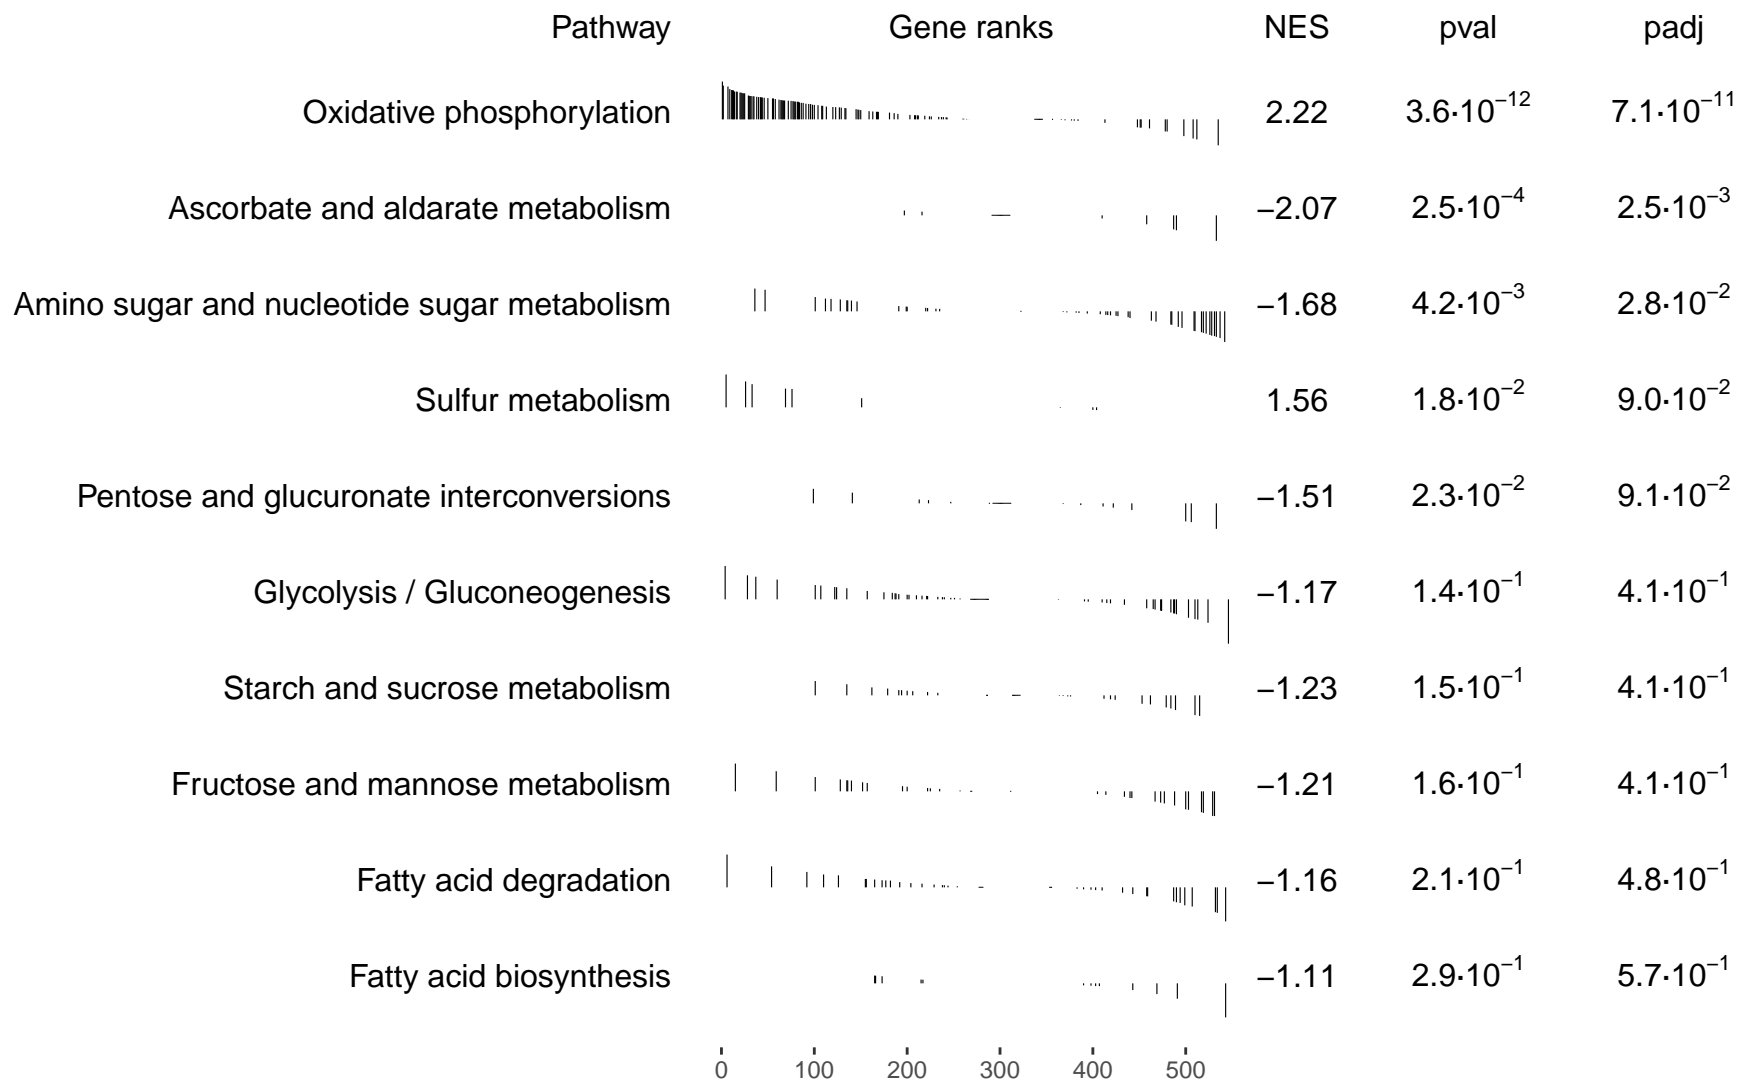 Pathway Gene ranks NES pval padj
Oxidative phosphorylation 2.22 3.6·10⁻¹² 7.1·10⁻¹¹
Ascorbate and aldarate metabolism −2.07 2.5·10⁻⁴ 2.5·10⁻³
Amino sugar and nucleotide sugar metabolism −1.68 4.2·10⁻³ 2.8·10⁻²
Sulfur metabolism 1.56 1.8·10⁻² 9.0·10⁻²
Pentose and glucuronate interconversions −1.51 2.3·10⁻² 9.1·10⁻²
Glycolysis / Gluconeogenesis −1.17 1.4·10⁻¹ 4.1·10⁻¹
Starch and sucrose metabolism −1.23 1.5·10⁻¹ 4.1·10⁻¹
Fructose and mannose metabolism −1.21 1.6·10⁻¹ 4.1·10⁻¹
Fatty acid degradation −1.16 2.1·10⁻¹ 4.8·10⁻¹
Fatty acid biosynthesis −1.11 2.9·10⁻¹ 5.7·10⁻¹
0 100 200 300 400 500